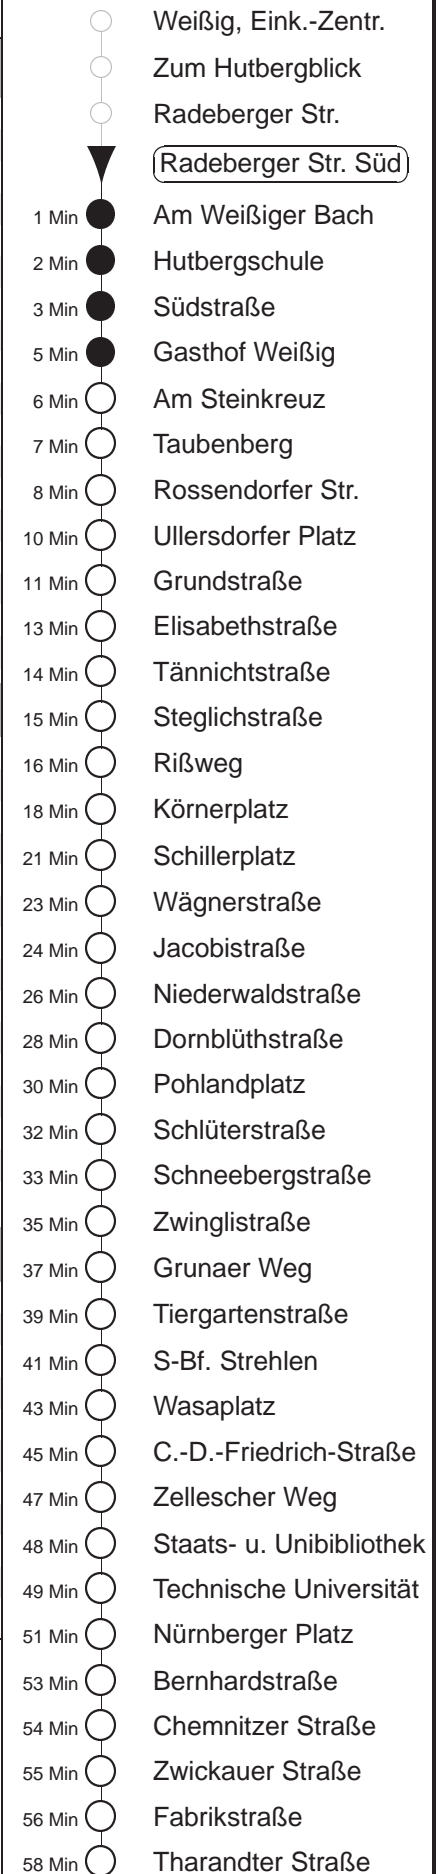 Weißig, Eink.-Zentr.
Zum Hutbergblick
Radeberger Str.
Radeberger Str. Süd
1 Min Am Weißiger Bach
2 Min Hutbergschule
3 Min Südstraße
5 Min Gasthof Weißig
6 Min Am Steinkreuz
7 Min Taubenberg
8 Min Rossendorfer Str.
10 Min Ullersdorfer Platz
11 Min Grundstraße
13 Min Elisabethstraße
14 Min Tännichtstraße
15 Min Steglichstraße
16 Min Rißweg
18 Min Körnerplatz
21 Min Schillerplatz
23 Min Wägnerstraße
24 Min Jacobistraße
26 Min Niederwaldstraße
28 Min Dornblüthstraße
30 Min Pohlandplatz
32 Min Schlüterstraße
33 Min Schneebergstraße
35 Min Zwinglistraße
37 Min Grunaer Weg
39 Min Tiergartenstraße
41 Min S-Bf. Strehlen
43 Min Wasaplatz
45 Min C.-D.-Friedrich-Straße
47 Min Zellescher Weg
48 Min Staats- u. Unibibliothek
49 Min Technische Universität
51 Min Nürnberger Platz
53 Min Bernhardstraße
54 Min Chemnitzer Straße
55 Min Zwickauer Straße
56 Min Fabrikstraße
58 Min Tharandter Straße